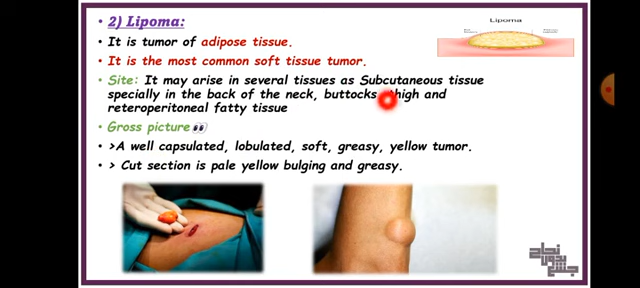 2) Lipoma:
It is tumor of adipose tissue.
It is the most common soft tissue tumor.
Site: It may arise in several tissues as Subcutaneous tissue
specially in the back of the neck, buttocks, thigh and
reteroperitoneal fatty tissue
Gross picture👀
>A well capsulated, lobulated, soft, greasy, yellow tumor.
> Cut section is pale yellow bulging and greasy.
Lipoma